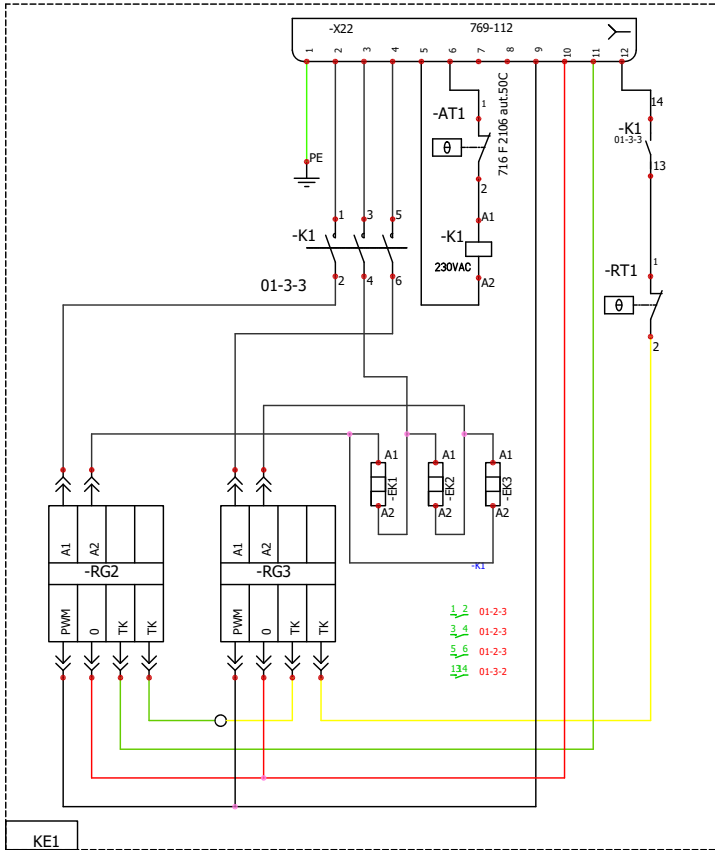 -X22 769-112
1 2 3 4 5 6 7 8 9 10 11 12
-AT1
1
θ
716 F 2106 aut.50C
2
14
-K1
01-3-3
13
PE
1 3 5
-K1
2 4 6
01-3-3
A1
-K1
230VAC
A2
-RT1
1
θ
2
A1 A1 A1
-EK1 -EK2 -EK3
A2 A2 A2
-K1
A1 A2
-RG2
PWM 0 TK TK
A1 A2
-RG3
PWM 0 TK TK
1 2 01-2-3
3 4 01-2-3
5 6 01-2-3
1314 01-3-2
KE1